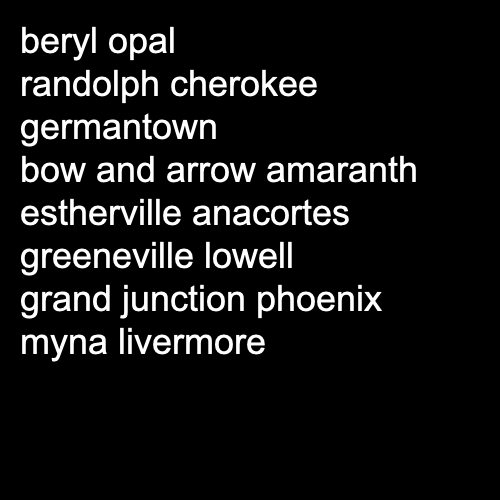 beryl opal
randolph cherokee
germantown
bow and arrow amaranth
estherville anacortes
greeneville lowell
grand junction phoenix
myna livermore